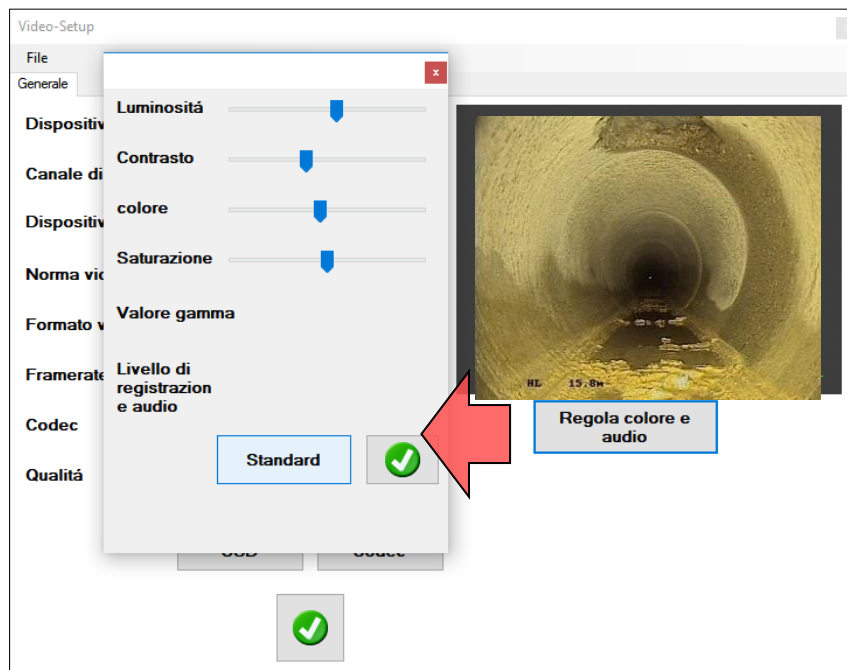 Video-Setup
File
Generale
Luminositá
Contrasto
colore
Saturazione
Valore gamma
Livello di
registrazion
e audio
Standard
Dispositiv
Canale di
Dispositiv
Norma vid
Formato v
Framerate
Codec
Qualitá
Codec
HL 15.8m
Regola colore e
audio